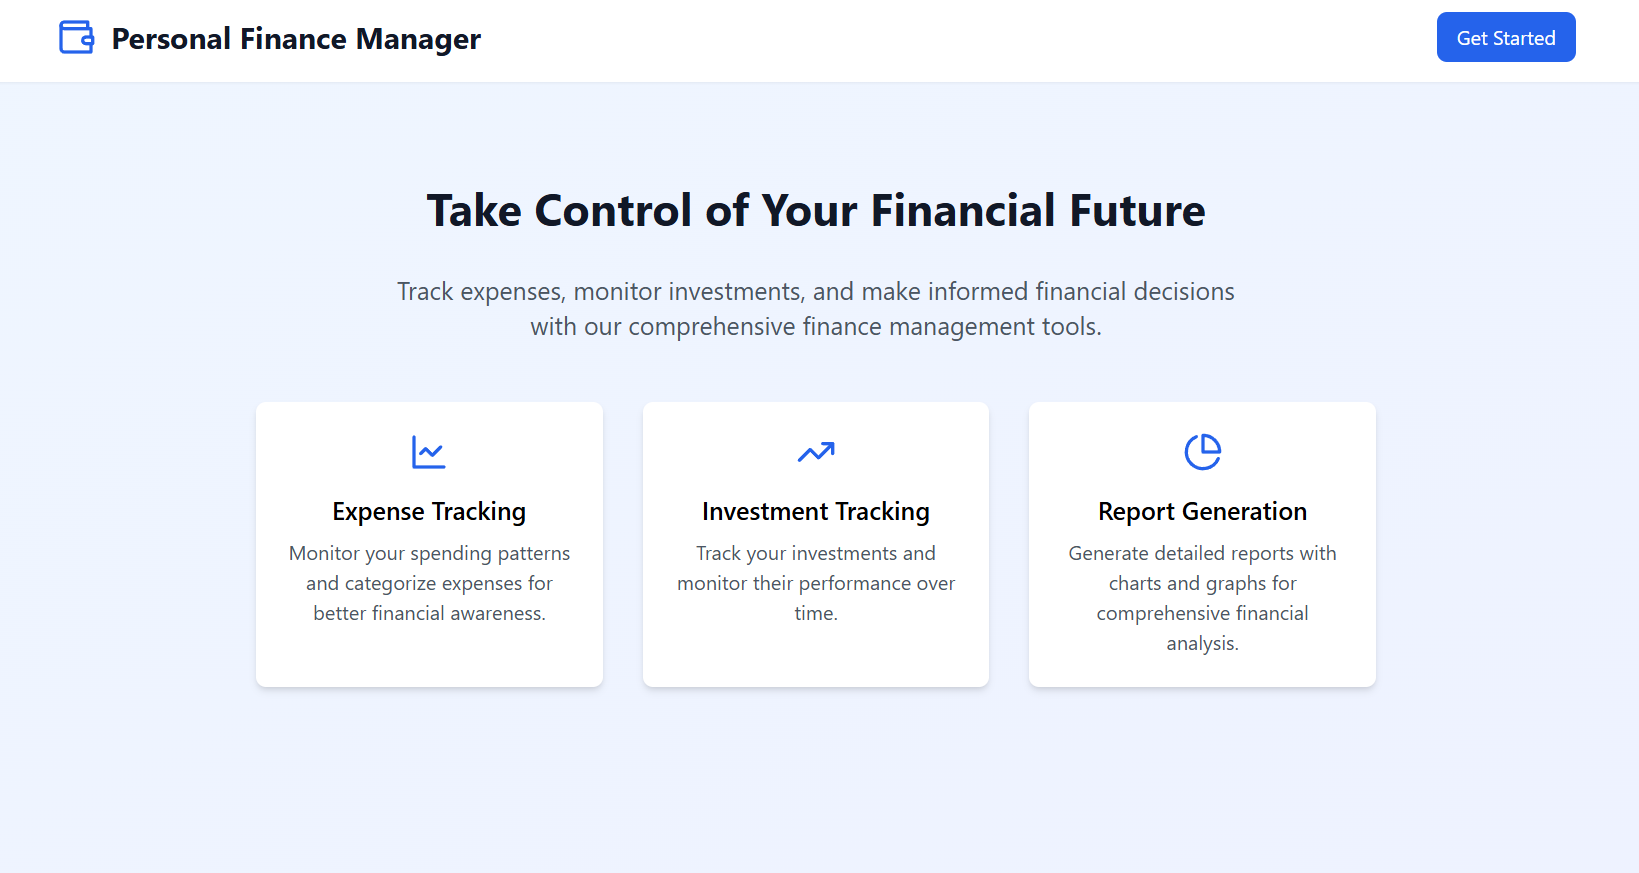 Personal Finance Manager
Get Started
Take Control of Your Financial Future
Track expenses, monitor investments, and make informed financial decisions
with our comprehensive finance management tools.
Expense Tracking
Monitor your spending patterns
and categorize expenses for
better financial awareness.
Investment Tracking
Track your investments and
monitor their performance over
time.
Report Generation
Generate detailed reports with
charts and graphs for
comprehensive financial
analysis.